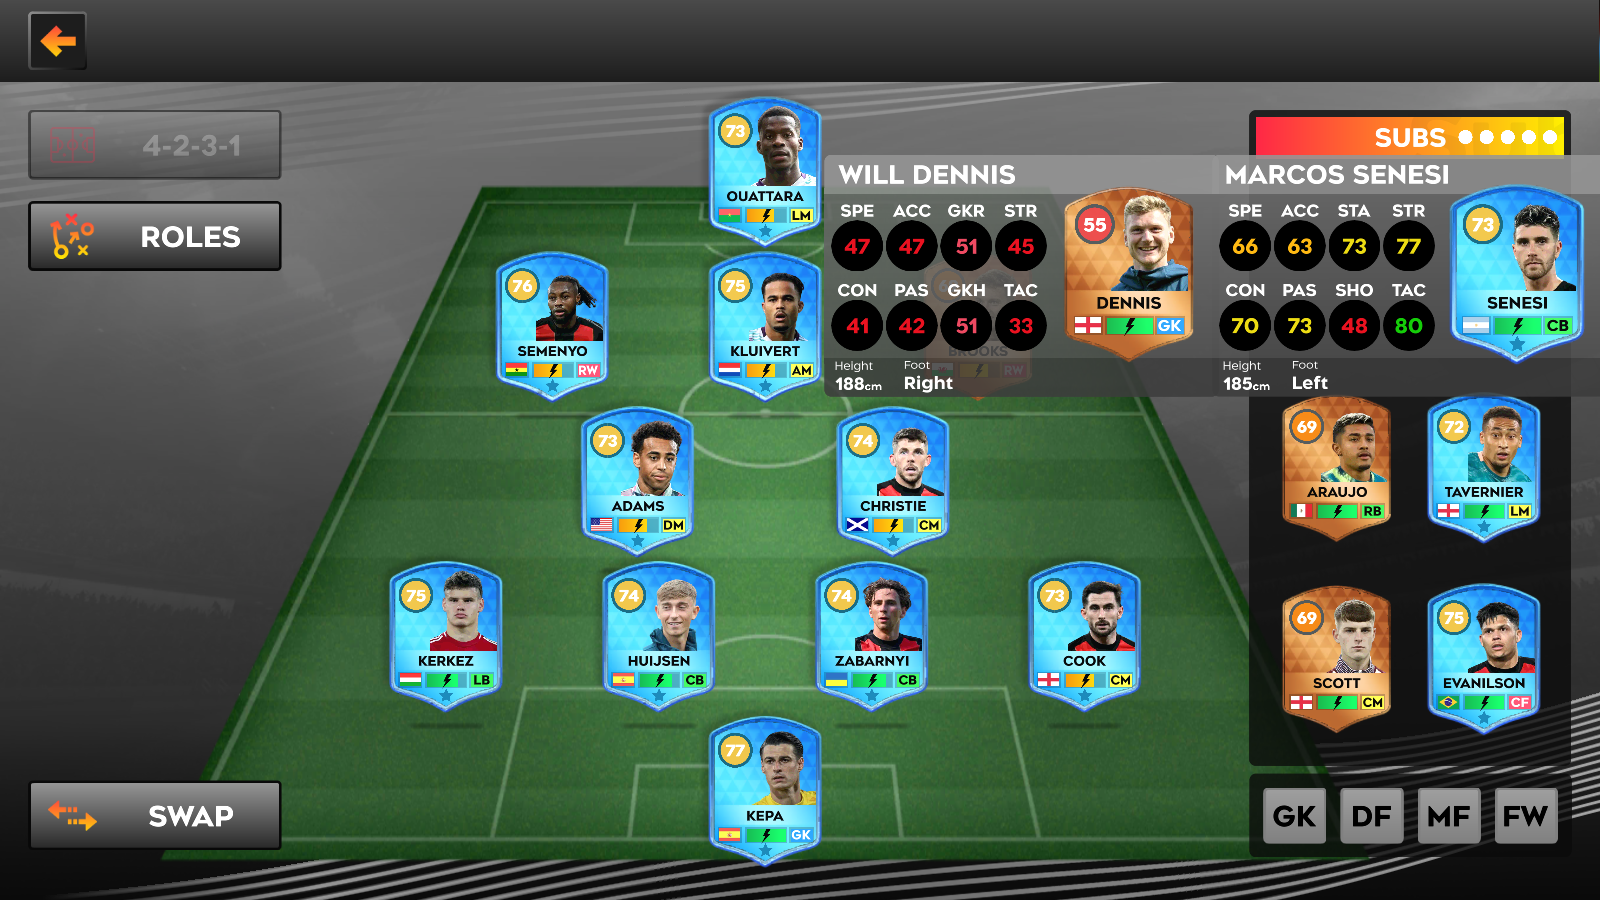 4-2-3-1
ROLES
SWAP
73
OUATTARA
LM
76
SEMENYO
RW
75
KLUIVERT
AM
BROOKS
RW
73
ADAMS
DM
74
CHRISTIE
CM
75
KERKEZ
LB
74
HUIJSEN
CB
74
ZABARNYI
CB
73
COOK
CM
77
KEPA
GK
SUBS
WILL DENNIS
SPE ACC GKR STR
47 47 51 45
CON PAS GKH TAC
41 42 51 33
Height Foot
188cm Right
55
DENNIS
GK
MARCOS SENESI
SPE ACC STA STR
66 63 73 77
CON PAS SHO TAC
70 73 48 80
Height Foot
185cm Left
73
SENESI
CB
69
ARAUJO
RB
72
TAVERNIER
LM
69
SCOTT
CM
75
EVANILSON
CF
GK DF MF FW